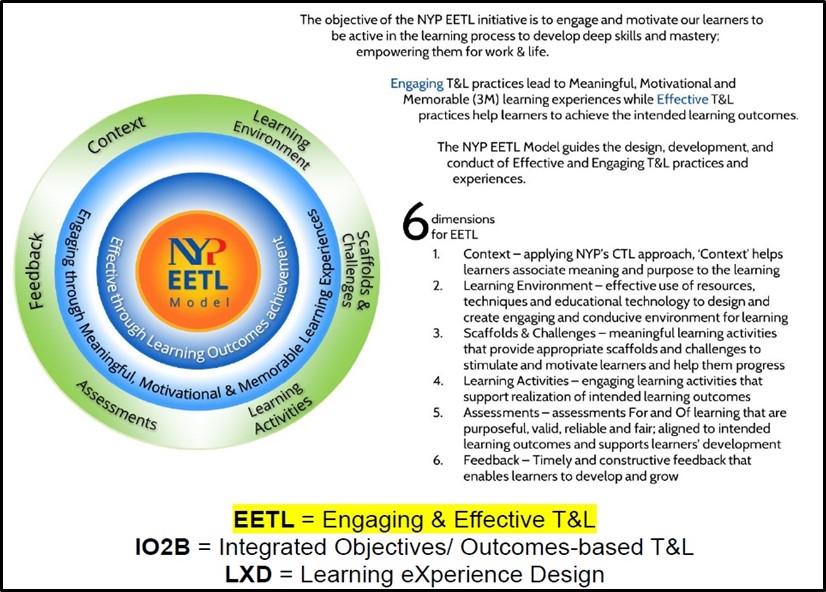 The objective of the NYP EETL initiative is to engage and motivate our learners to
be active in the learning process to develop deep skills and mastery;
empowering them for work & life.
Engaging T&L practices lead to Meaningful, Motivational and
Memorable (3M) learning experiences while Effective T&L
practices help learners to achieve the intended learning outcomes.
The NYP EETL Model guides the design, development, and
conduct of Effective and Engaging T&L practices and
experiences.
Context
Learning
Environment
Scaffolds &
Challenges
Learning
Activities
Assessments
Feedback
Engaging through Meaningful, Motivational & Memorable Learning Experiences
Effective through Learning Outcomes achievement
NYP
EETL
Model
6 dimensions
for EETL
1. Context – applying NYP's CTL approach, 'Context' helps
learners associate meaning and purpose to the learning
2. Learning Environment – effective use of resources,
techniques and educational technology to design and
create engaging and conducive environment for learning
3. Scaffolds & Challenges – meaningful learning activities
that provide appropriate scaffolds and challenges to
stimulate and motivate learners and help them progress
4. Learning Activities – engaging learning activities that
support realization of intended learning outcomes
5. Assessments – assessments For and Of learning that are
purposeful, valid, reliable and fair; aligned to intended
learning outcomes and supports learners' development
6. Feedback – Timely and constructive feedback that
enables learners to develop and grow
EETL = Engaging & Effective T&L
IO2B = Integrated Objectives/ Outcomes-based T&L
LXD = Learning eXperience Design